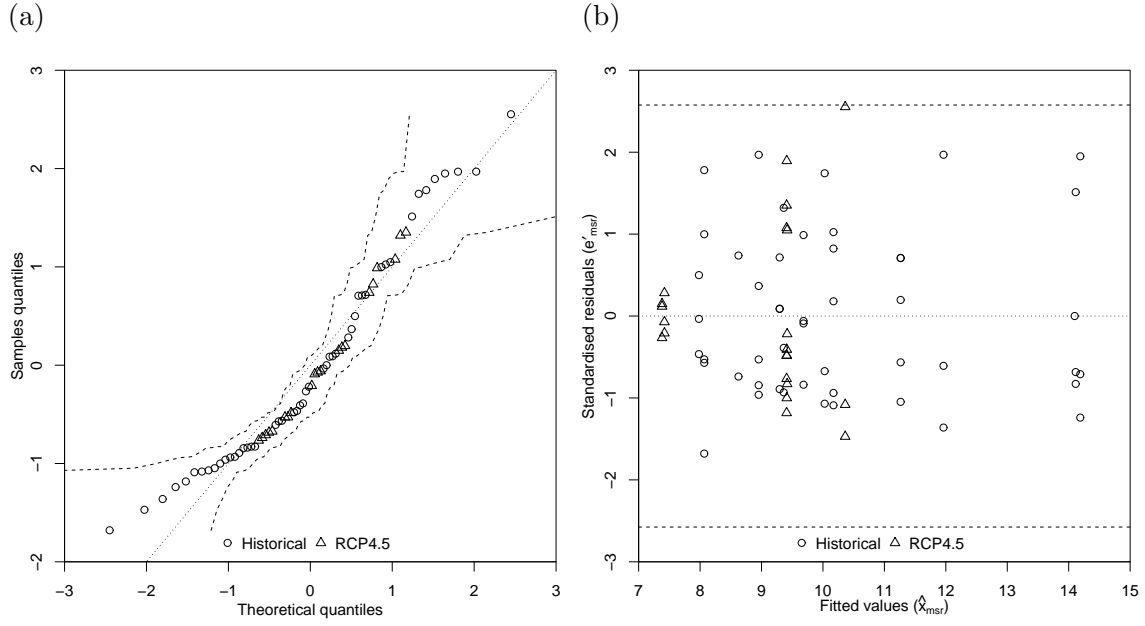 (a)
3
2
1
0
−1
−2
Samples quantiles
−3 −2 −1 0 1 2 3
Theoretical quantiles
Historical RCP4.5
(b)
3
2
1
0
−1
−2
−3
Standardised residuals (e′msr)
7 8 9 10 11 12 13 14 15
Fitted values (x̂msr)
Historical RCP4.5